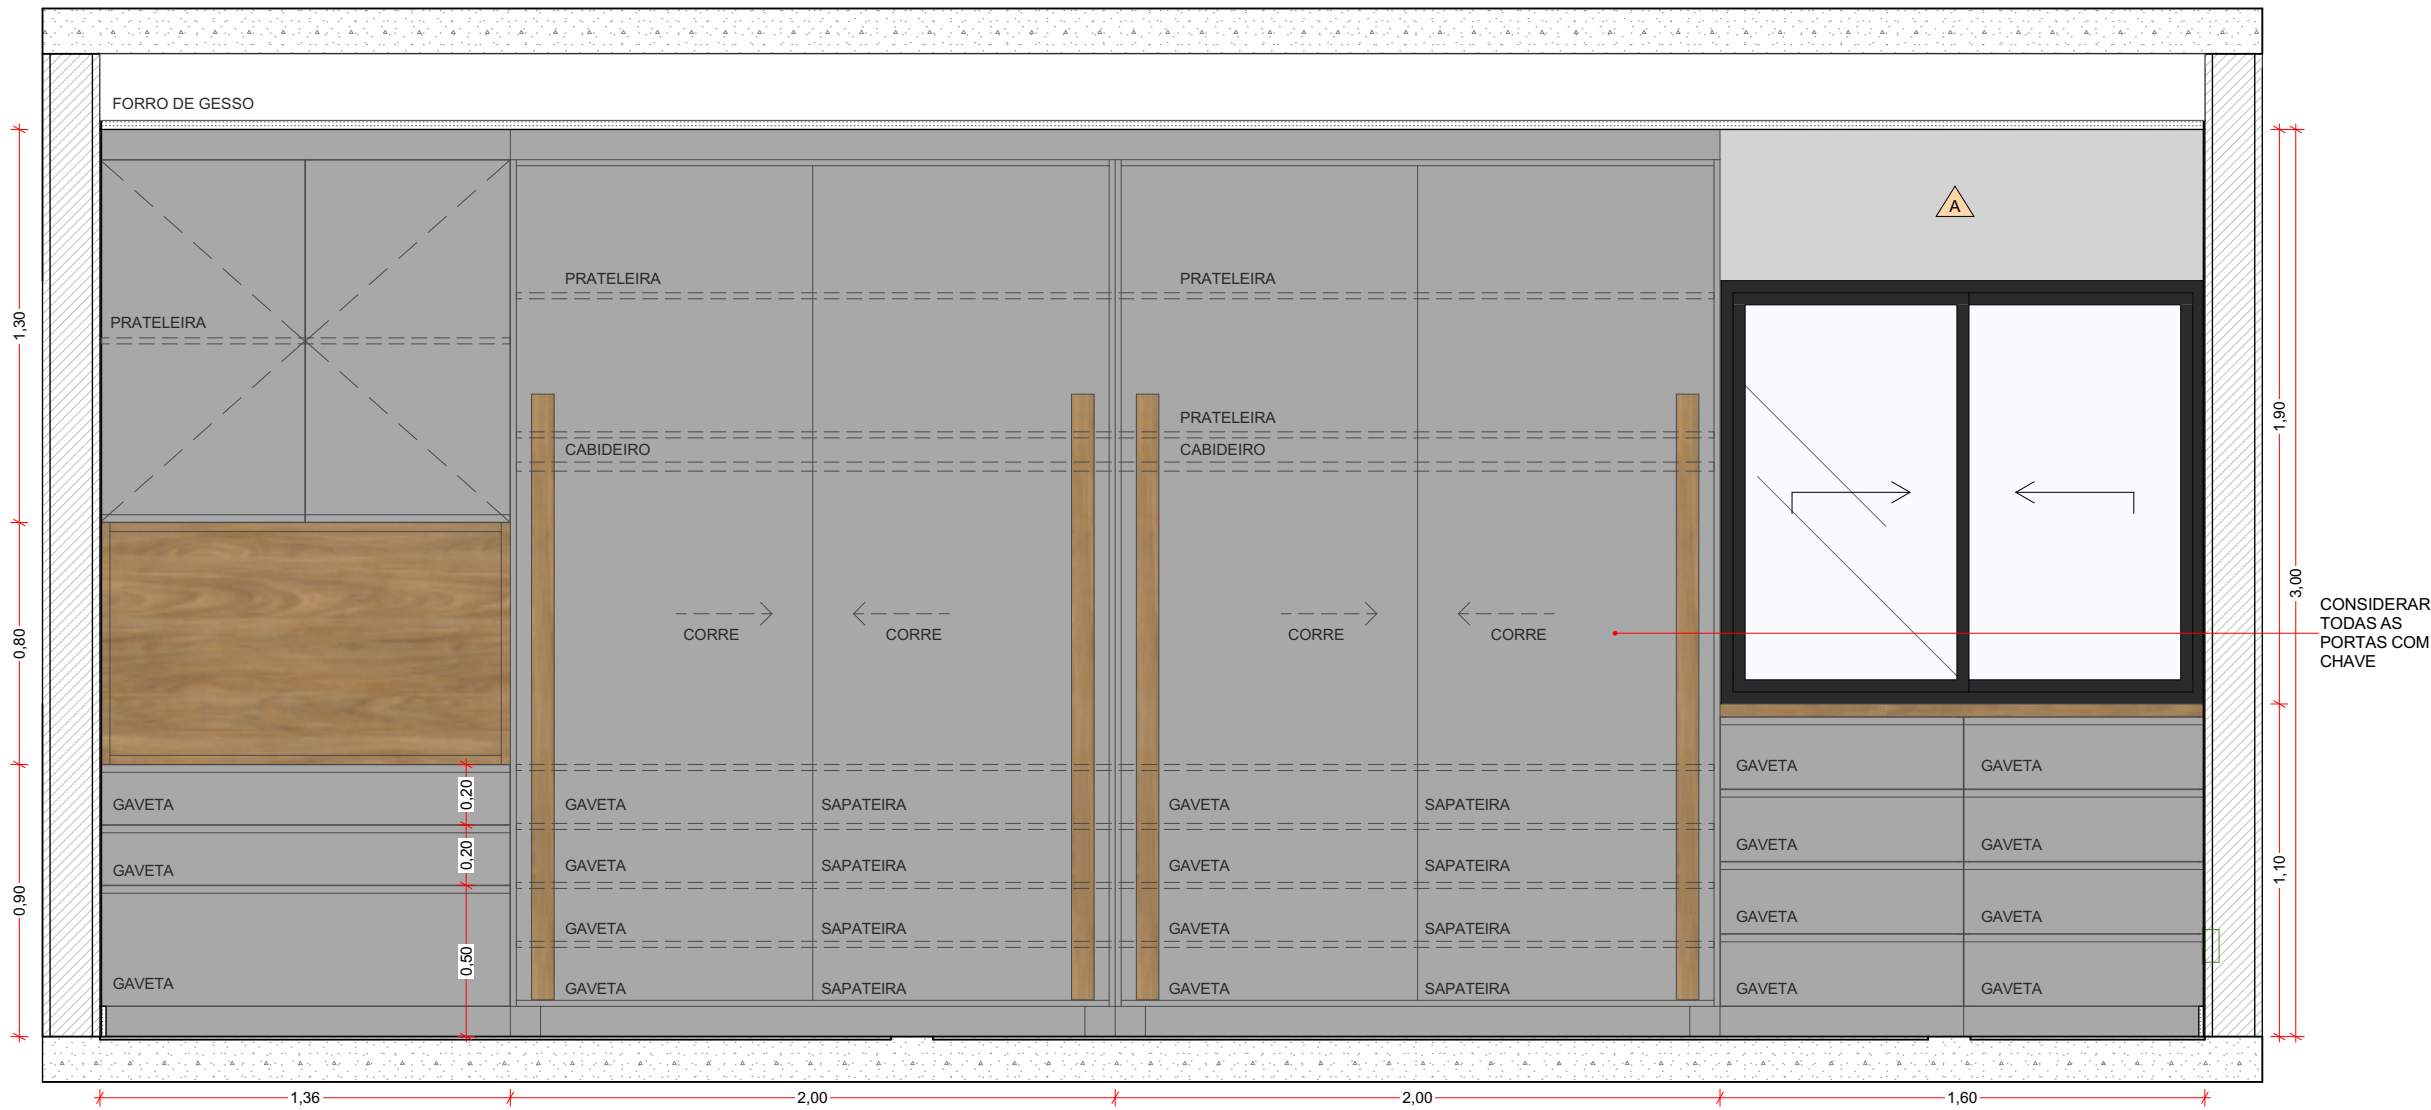 FORRO DE GESSO
A
PRATELEIRA
PRATELEIRA
PRATELEIRA
1,30
PRATELEIRA
1,90
CABIDEIRO
CABIDEIRO
3,00
CONSIDERAR
TODAS AS
PORTAS COM
CHAVE
0,80
CORRE
CORRE
CORRE
CORRE
GAVETA
GAVETA
0,20
GAVETA
GAVETA
SAPATEIRA
GAVETA
SAPATEIRA
GAVETA
GAVETA
0,20
GAVETA
GAVETA
SAPATEIRA
GAVETA
SAPATEIRA
1,10
0,90
GAVETA
GAVETA
GAVETA
SAPATEIRA
GAVETA
SAPATEIRA
0,50
GAVETA
GAVETA
SAPATEIRA
GAVETA
SAPATEIRA
GAVETA
GAVETA
1,36
2,00
2,00
1,60